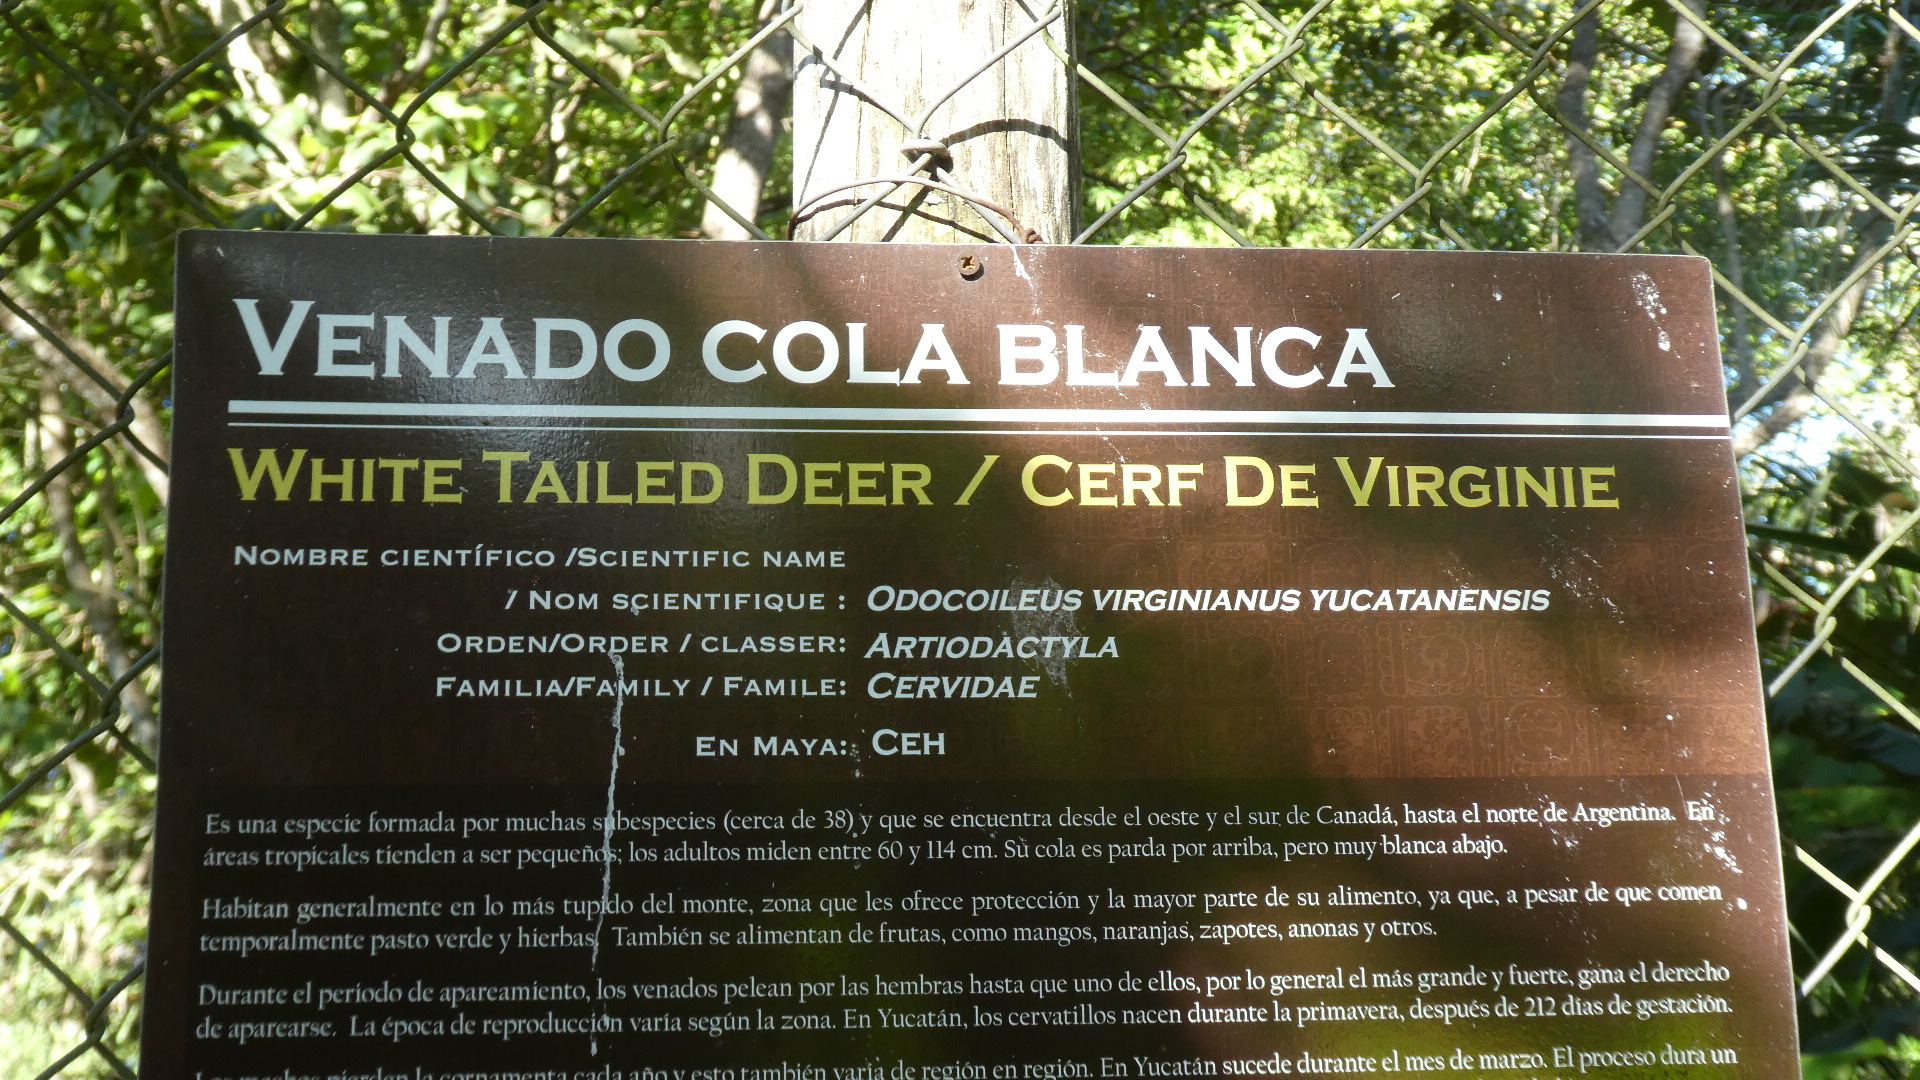 VENADO COLA BLANCA
WHITE TAILED DEER / CERF DE VIRGINIE
NOMBRE CIENTÍFICO /SCIENTIFIC NAME
/ NOM SCIENTIFIQUE : ODOCOILEUS VIRGINIANUS YUCATANENSIS
ORDEN/ORDER / CLASSER: ARTIODACTYLA
FAMILIA/FAMILY / FAMILE: CERVIDAE
EN MAYA: CEH
Es una especie formada por muchas subespecies (cerca de 38) y que se encuentra desde el oeste y el sur de Canadá, hasta el norte de Argentina. En
áreas tropicales tienden a ser pequeños; los adultos miden entre 60 y 114 cm. Su cola es parda por arriba, pero muy blanca abajo.
Habitan generalmente en lo más tupido del monte, zona que les ofrece protección y la mayor parte de su alimento, ya que, a pesar de que comen
temporalmente pasto verde y hierbas. También se alimentan de frutas, como mangos, naranjas, zapotes, anonas y otros.
Durante el período de apareamiento, los venados pelean por las hembras hasta que uno de ellos, por lo general el más grande y fuerte, gana el derecho
de aparearse. La época de reproducción varía según la zona. En Yucatán, los cervatillos nacen durante la primavera, después de 212 días de gestación.
Los machos pierden la cornamenta cada año y esto también varía de región en región. En Yucatán sucede durante el mes de marzo. El proceso dura un